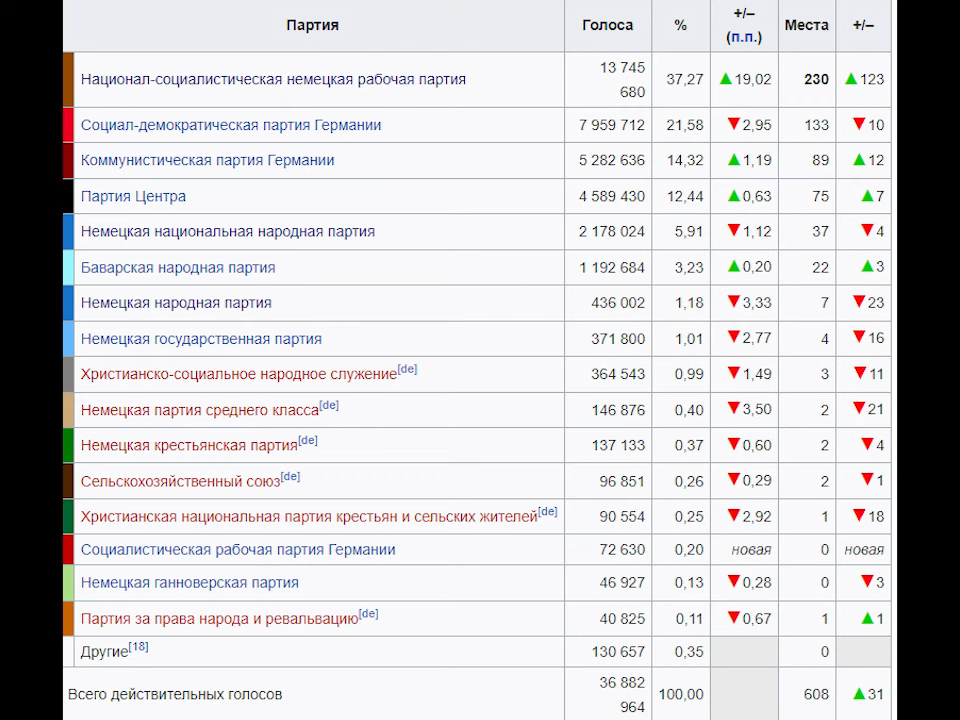 Партия Голоса % +/– (п.п.) Места +/–
Национал-социалистическая немецкая рабочая партия 13 745 680 37,27 ▲19,02 230 ▲123
Социал-демократическая партия Германии 7 959 712 21,58 ▼2,95 133 ▼10
Коммунистическая партия Германии 5 282 636 14,32 ▲1,19 89 ▲12
Партия Центра 4 589 430 12,44 ▲0,63 75 ▲7
Немецкая национальная народная партия 2 178 024 5,91 ▼1,12 37 ▼4
Баварская народная партия 1 192 684 3,23 ▲0,20 22 ▲3
Немецкая народная партия 436 002 1,18 ▼3,33 7 ▼23
Немецкая государственная партия 371 800 1,01 ▼2,77 4 ▼16
Христианско-социальное народное служение[de] 364 543 0,99 ▼1,49 3 ▼11
Немецкая партия среднего класса[de] 146 876 0,40 ▼3,50 2 ▼21
Немецкая крестьянская партия[de] 137 133 0,37 ▼0,60 2 ▼4
Сельскохозяйственный союз[de] 96 851 0,26 ▼0,29 2 ▼1
Христианская национальная партия крестьян и сельских жителей[de] 90 554 0,25 ▼2,92 1 ▼18
Социалистическая рабочая партия Германии 72 630 0,20 новая 0 новая
Немецкая ганноверская партия 46 927 0,13 ▼0,28 0 ▼3
Партия за права народа и ревальвацию[de] 40 825 0,11 ▼0,67 1 ▲1
Другие[18] 130 657 0,35 0
Всего действительных голосов 36 882 964 100,00 608 ▲31